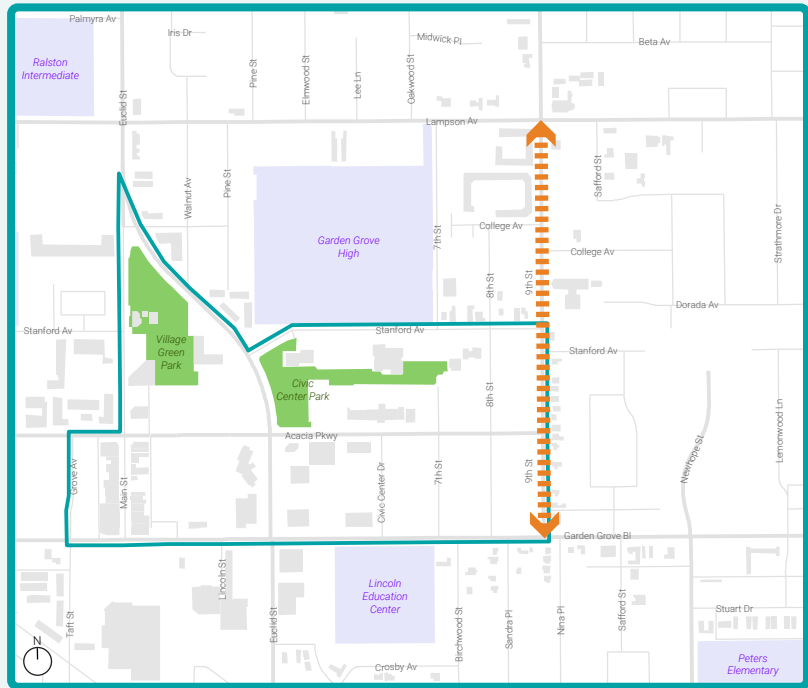 Palmyra Av
Iris Dr
Midwick Pl
Beta Av
Ralston
Intermediate
Euclid St
Pine St
Elmwood St
Lee Ln
Oakwood St
Lampson Av
Walnut Av
Pine St
Safford St
Strathmore Dr
Garden Grove
High
7th St
College Av
8th St
9th St
College Av
Dorada Av
Stanford Av
Village
Green
Park
Stanford Av
Stanford Av
Civic
Center Park
8th St
Lemonwood Ln
Acacia Pkwy
Grove Av
Main St
Civic Center Dr
7th St
9th St
Newhope St
Garden Grove Bl
Lincoln St
Lincoln
Education
Center
Taft St
Euclid St
Birchwood St
Sandra Pl
Nina Pl
Safford St
Stuart Dr
N
Crosby Av
Peters
Elementary